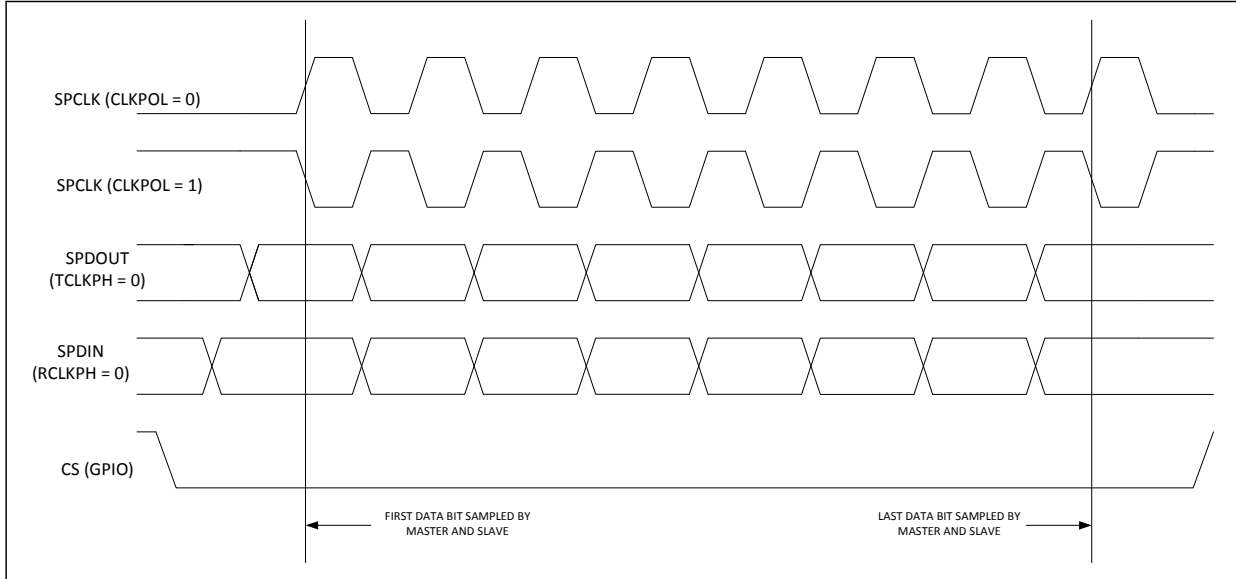 SPCLK (CLKPOL = 0)
SPCLK (CLKPOL = 1)
SPDOUT
(TCLKPH = 0)
SPDIN
(RCLKPH = 0)
CS (GPIO)
FIRST DATA BIT SAMPLED BY
MASTER AND SLAVE
LAST DATA BIT SAMPLED BY
MASTER AND SLAVE